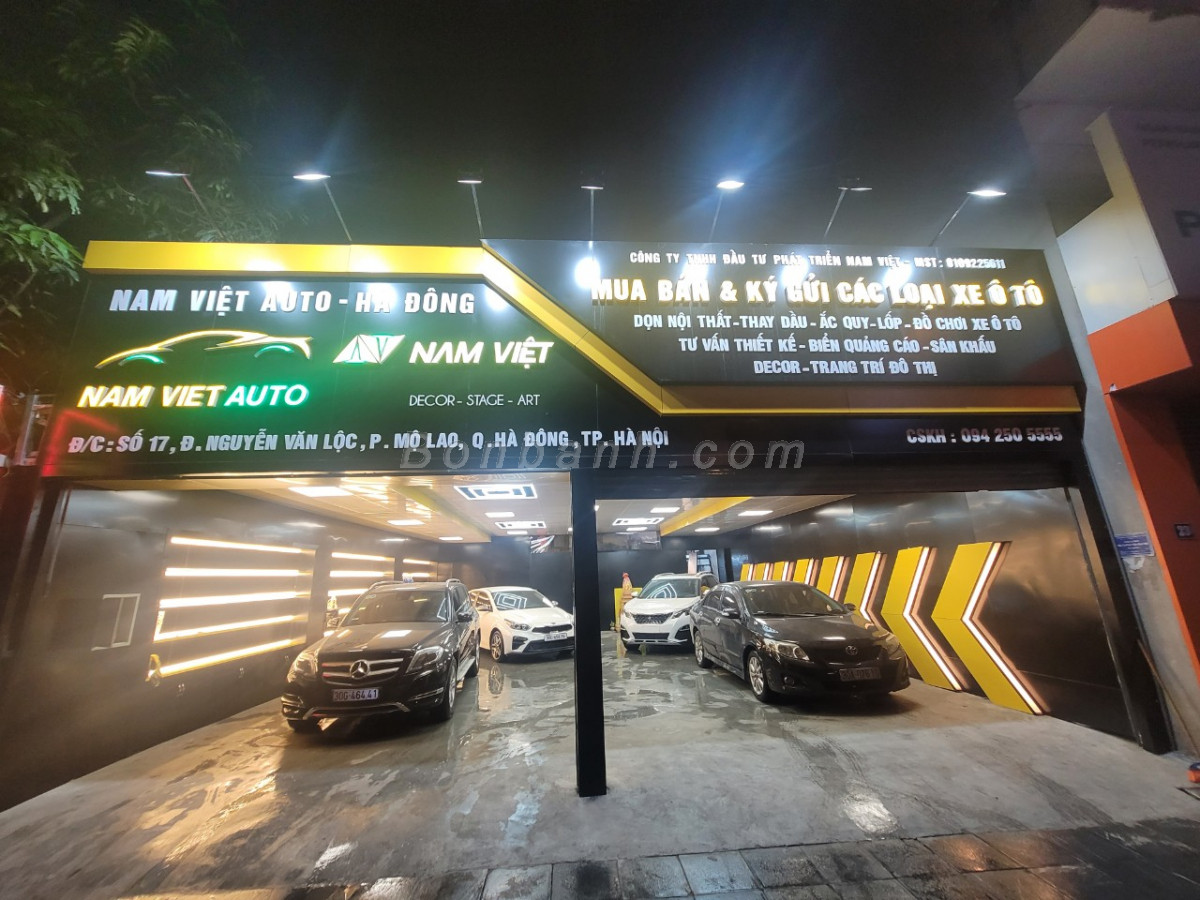 NAM VIỆT AUTO - HÀ ĐÔNG
NAM VIỆT
NAM VIET AUTO
DECOR - STAGE - ART
Đ/C: SỐ 17, Đ. NGUYỄN VĂN LỘC, P. MỘ LAO, Q. HÀ ĐÔNG, TP. HÀ NỘI
CÔNG TY TNHH ĐẦU TƯ PHÁT TRIỂN NAM VIỆT - MST:
MUA BÁN & KÝ GỬI CÁC LOẠI XE Ô TÔ
DỌN NỘI THẤT-THAY DẦU - ẮC QUY-LỐP - ĐỒ CHƠI XE Ô TÔ
TƯ VẤN THIẾT KẾ - BIỂN QUẢNG CÁO -SÂN KHẤU
DECOR-TRANG TRÍ ĐÔ THỊ
CSKH : 094 250 5555
Bonbanh.com
30G-464.41